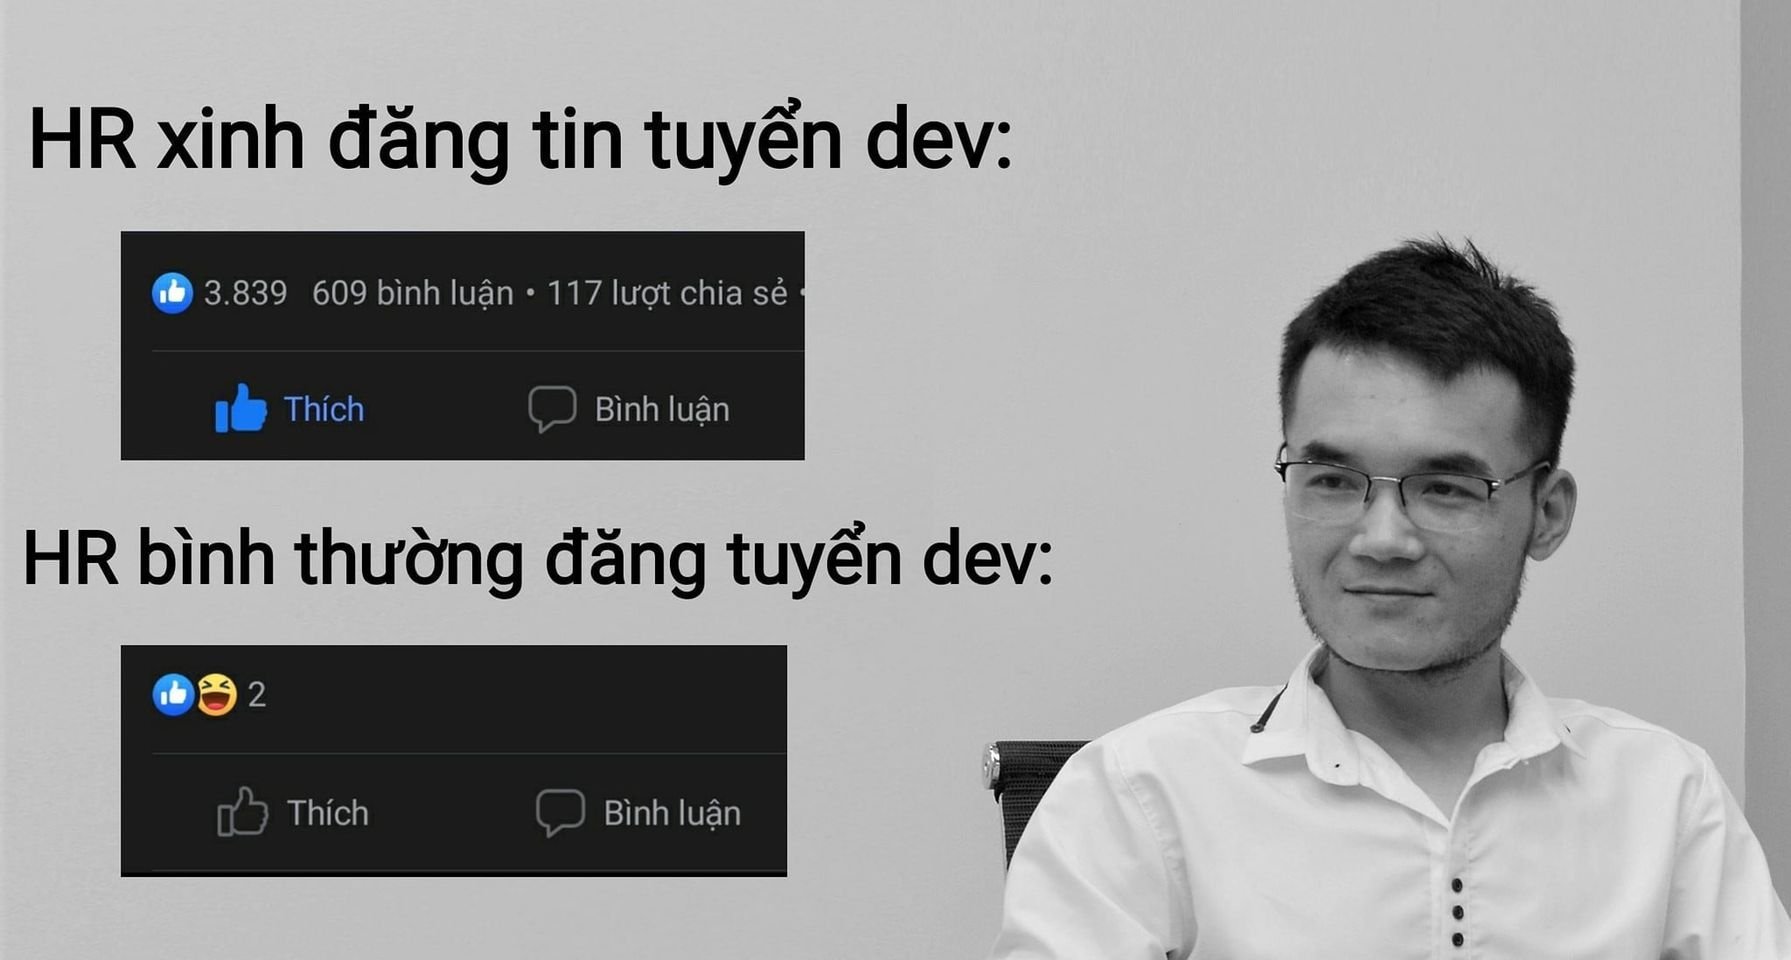 HR xinh đăng tin tuyển dev:
3.839 609 bình luận • 117 lượt chia sẻ •
Thích Bình luận
HR bình thường đăng tuyển dev:
2
Thích Bình luận